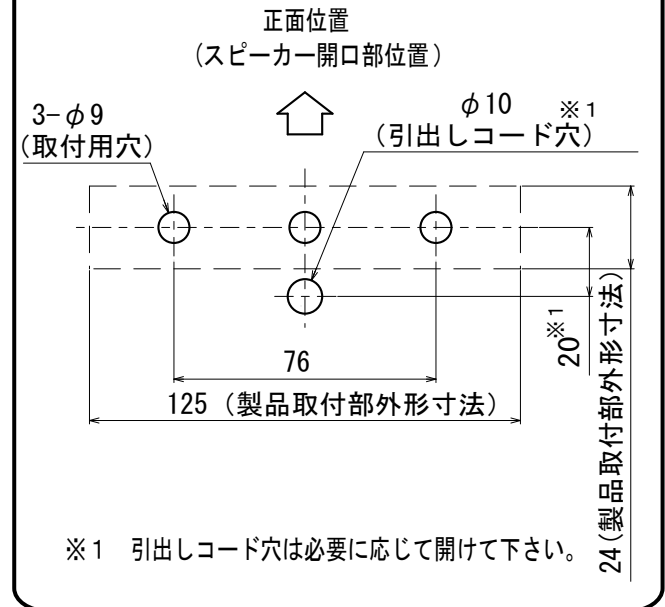 正面位置
(スピーカー開口部位置)
3-φ9
(取付用穴)
φ10 ※1
(引出しコード穴)
76
125 (製品取付部外形寸法)
20※1
24(製品取付部外形寸法)
※1 引出しコード穴は必要に応じて開けて下さい。